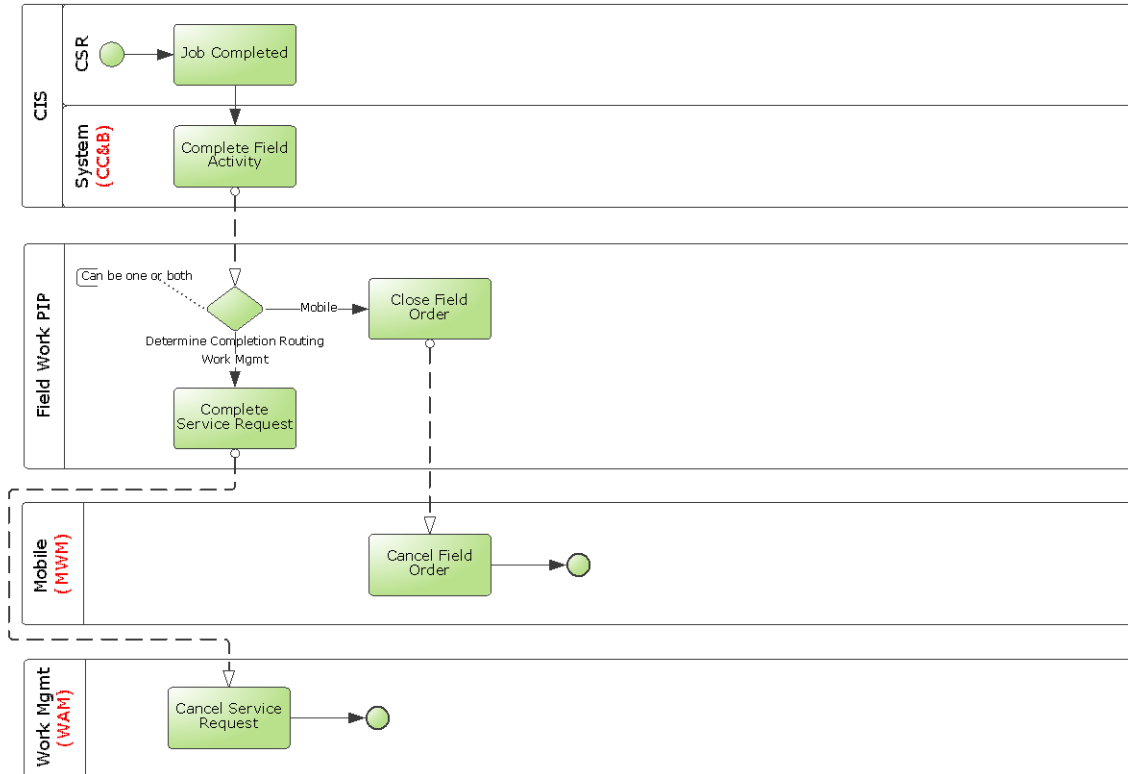 CIS
CSR
Job Completed
System
(CC&B)
Complete Field
Activity
Field Work PIP
Can be one or both
Mobile
Close Field
Order
Determine Completion Routing
Work Mgmt
Complete
Service Request
Mobile
(MWM)
Cancel Field
Order
Work Mgmt
(WAM)
Cancel Service
Request